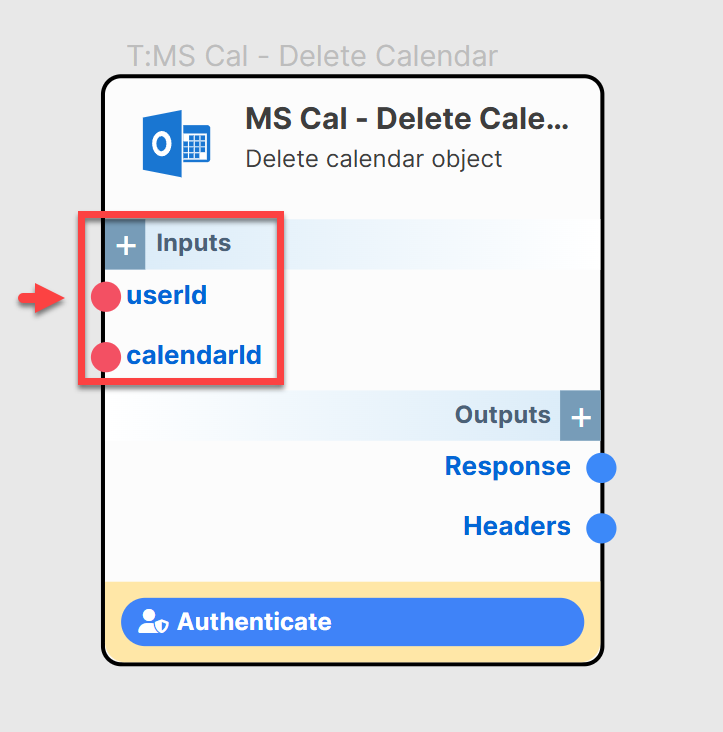 T:MS Cal - Delete Calendar
MS Cal - Delete Cale...
Delete calendar object
+ Inputs
userId
calendarId
Outputs +
Response
Headers
Authenticate